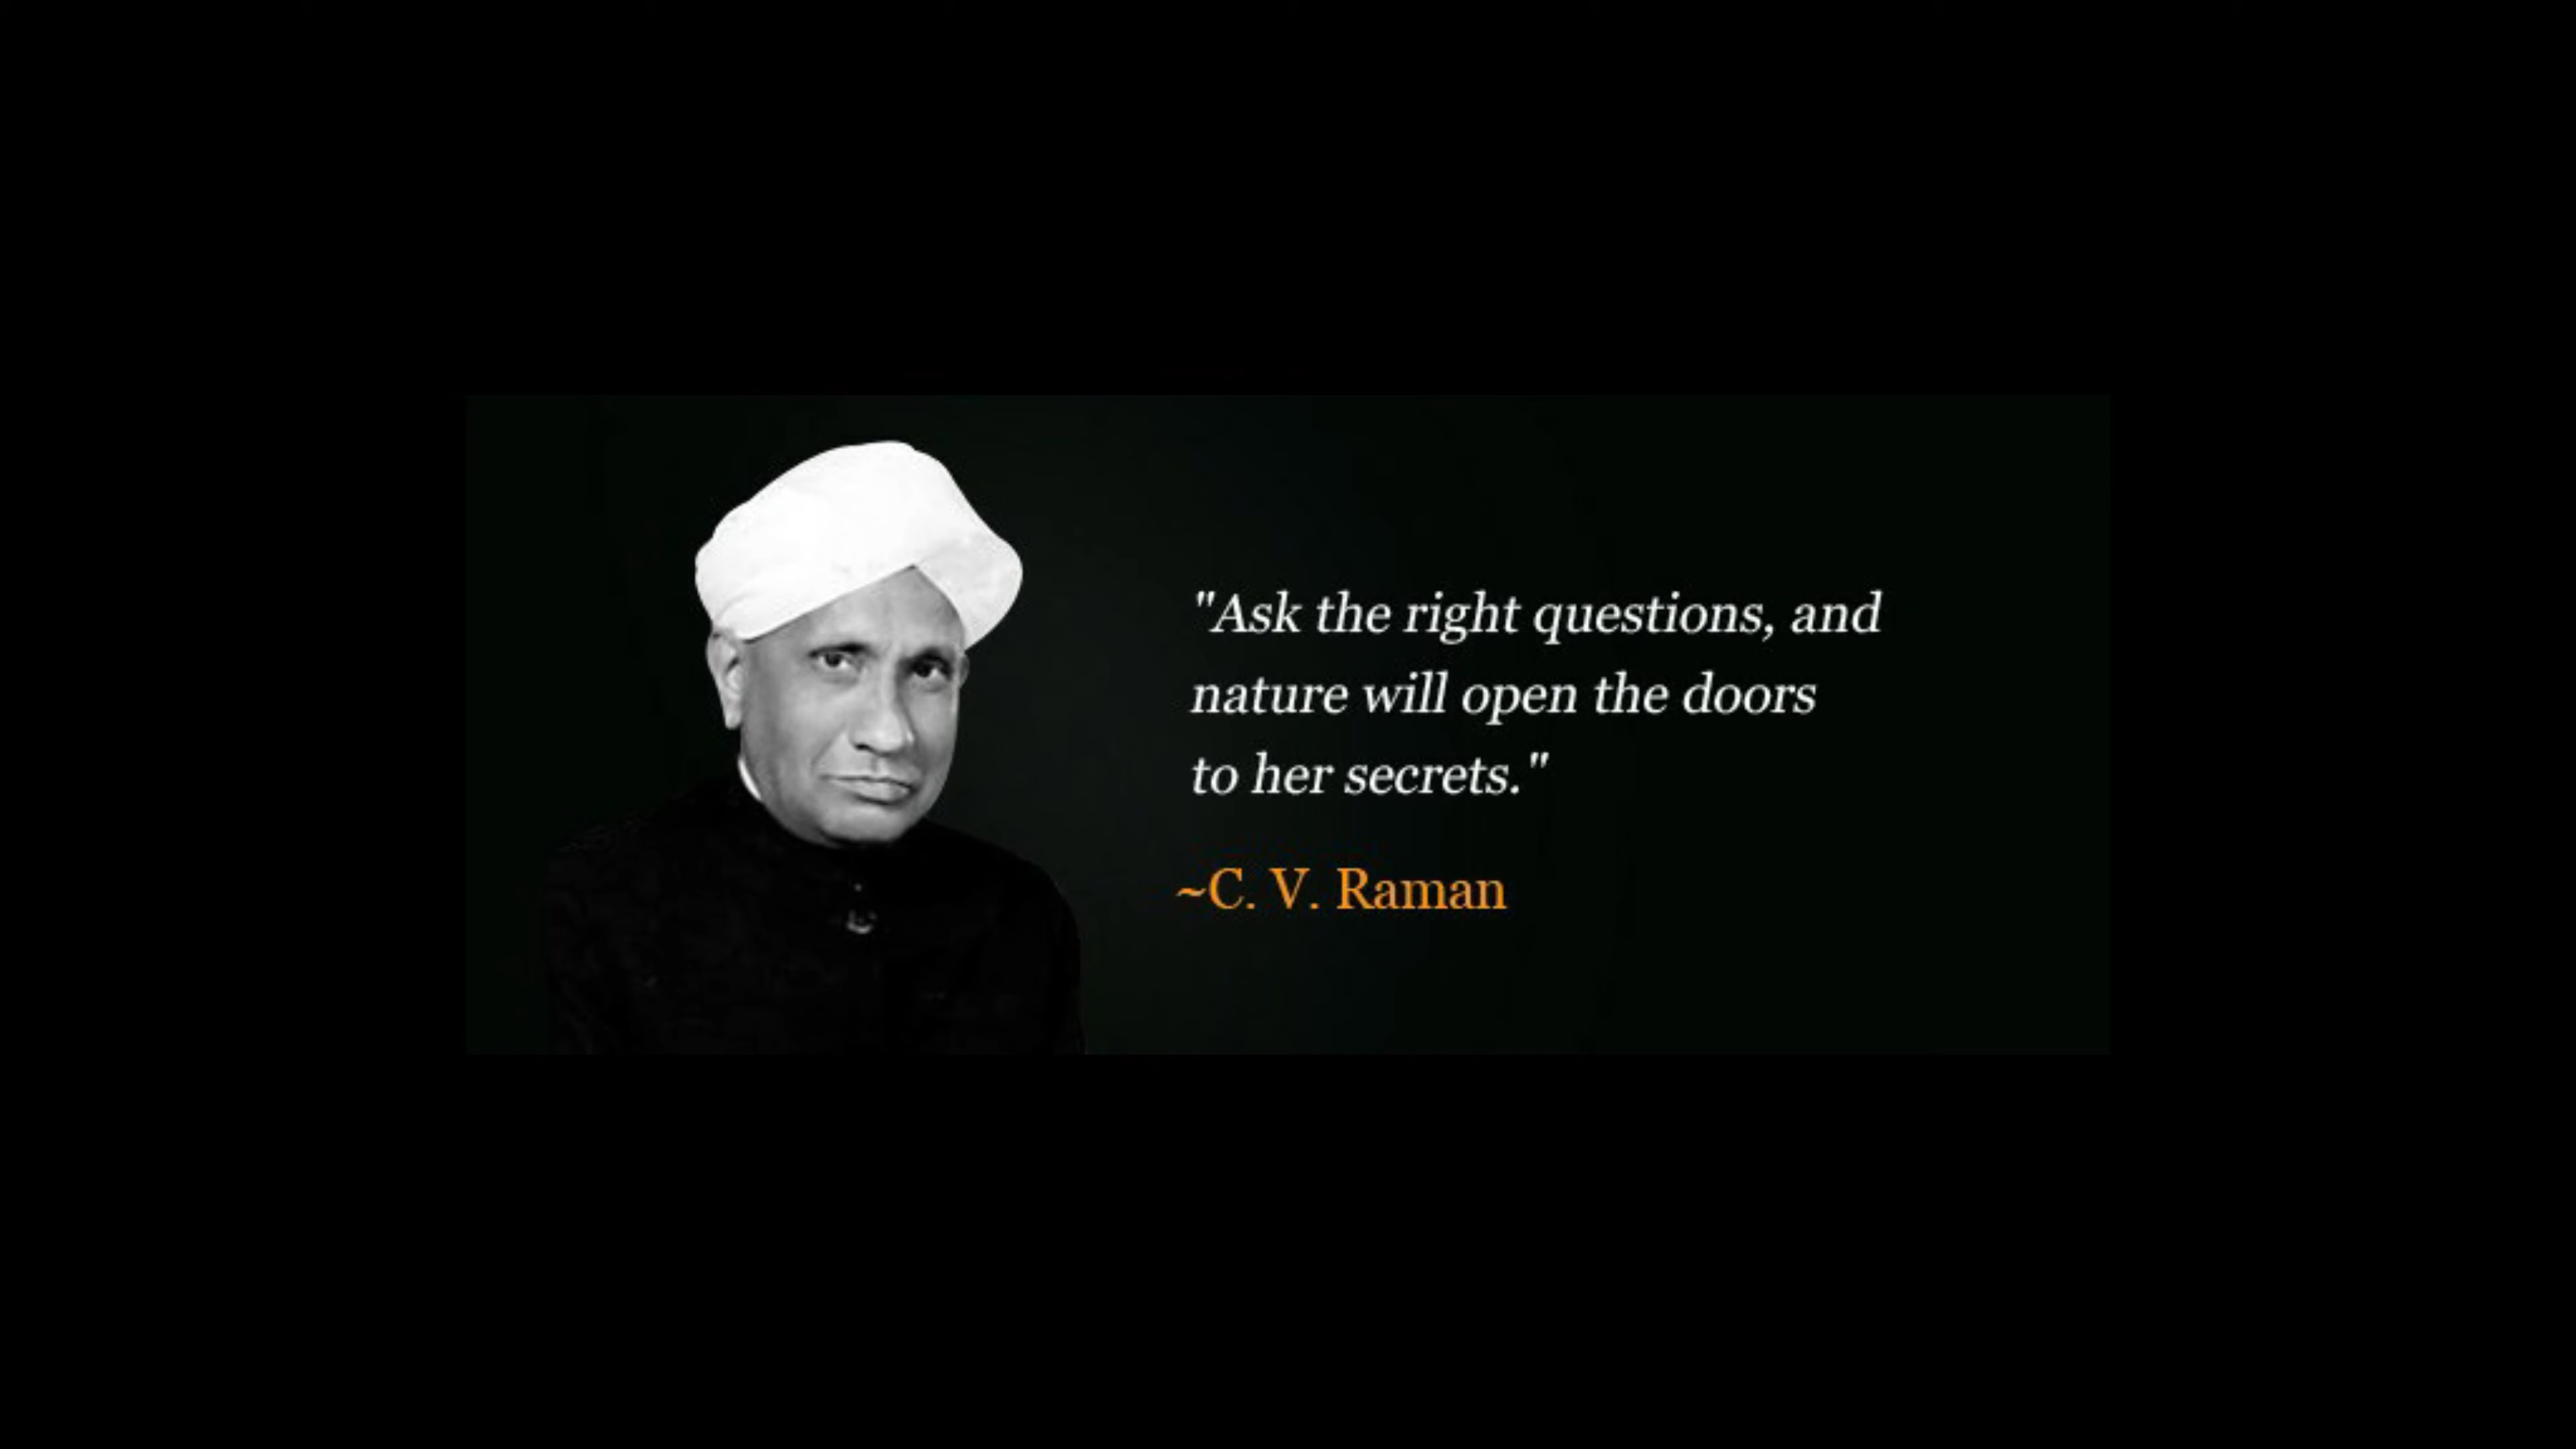 "Ask the right questions, and
nature will open the doors
to her secrets."
~C. V. Raman